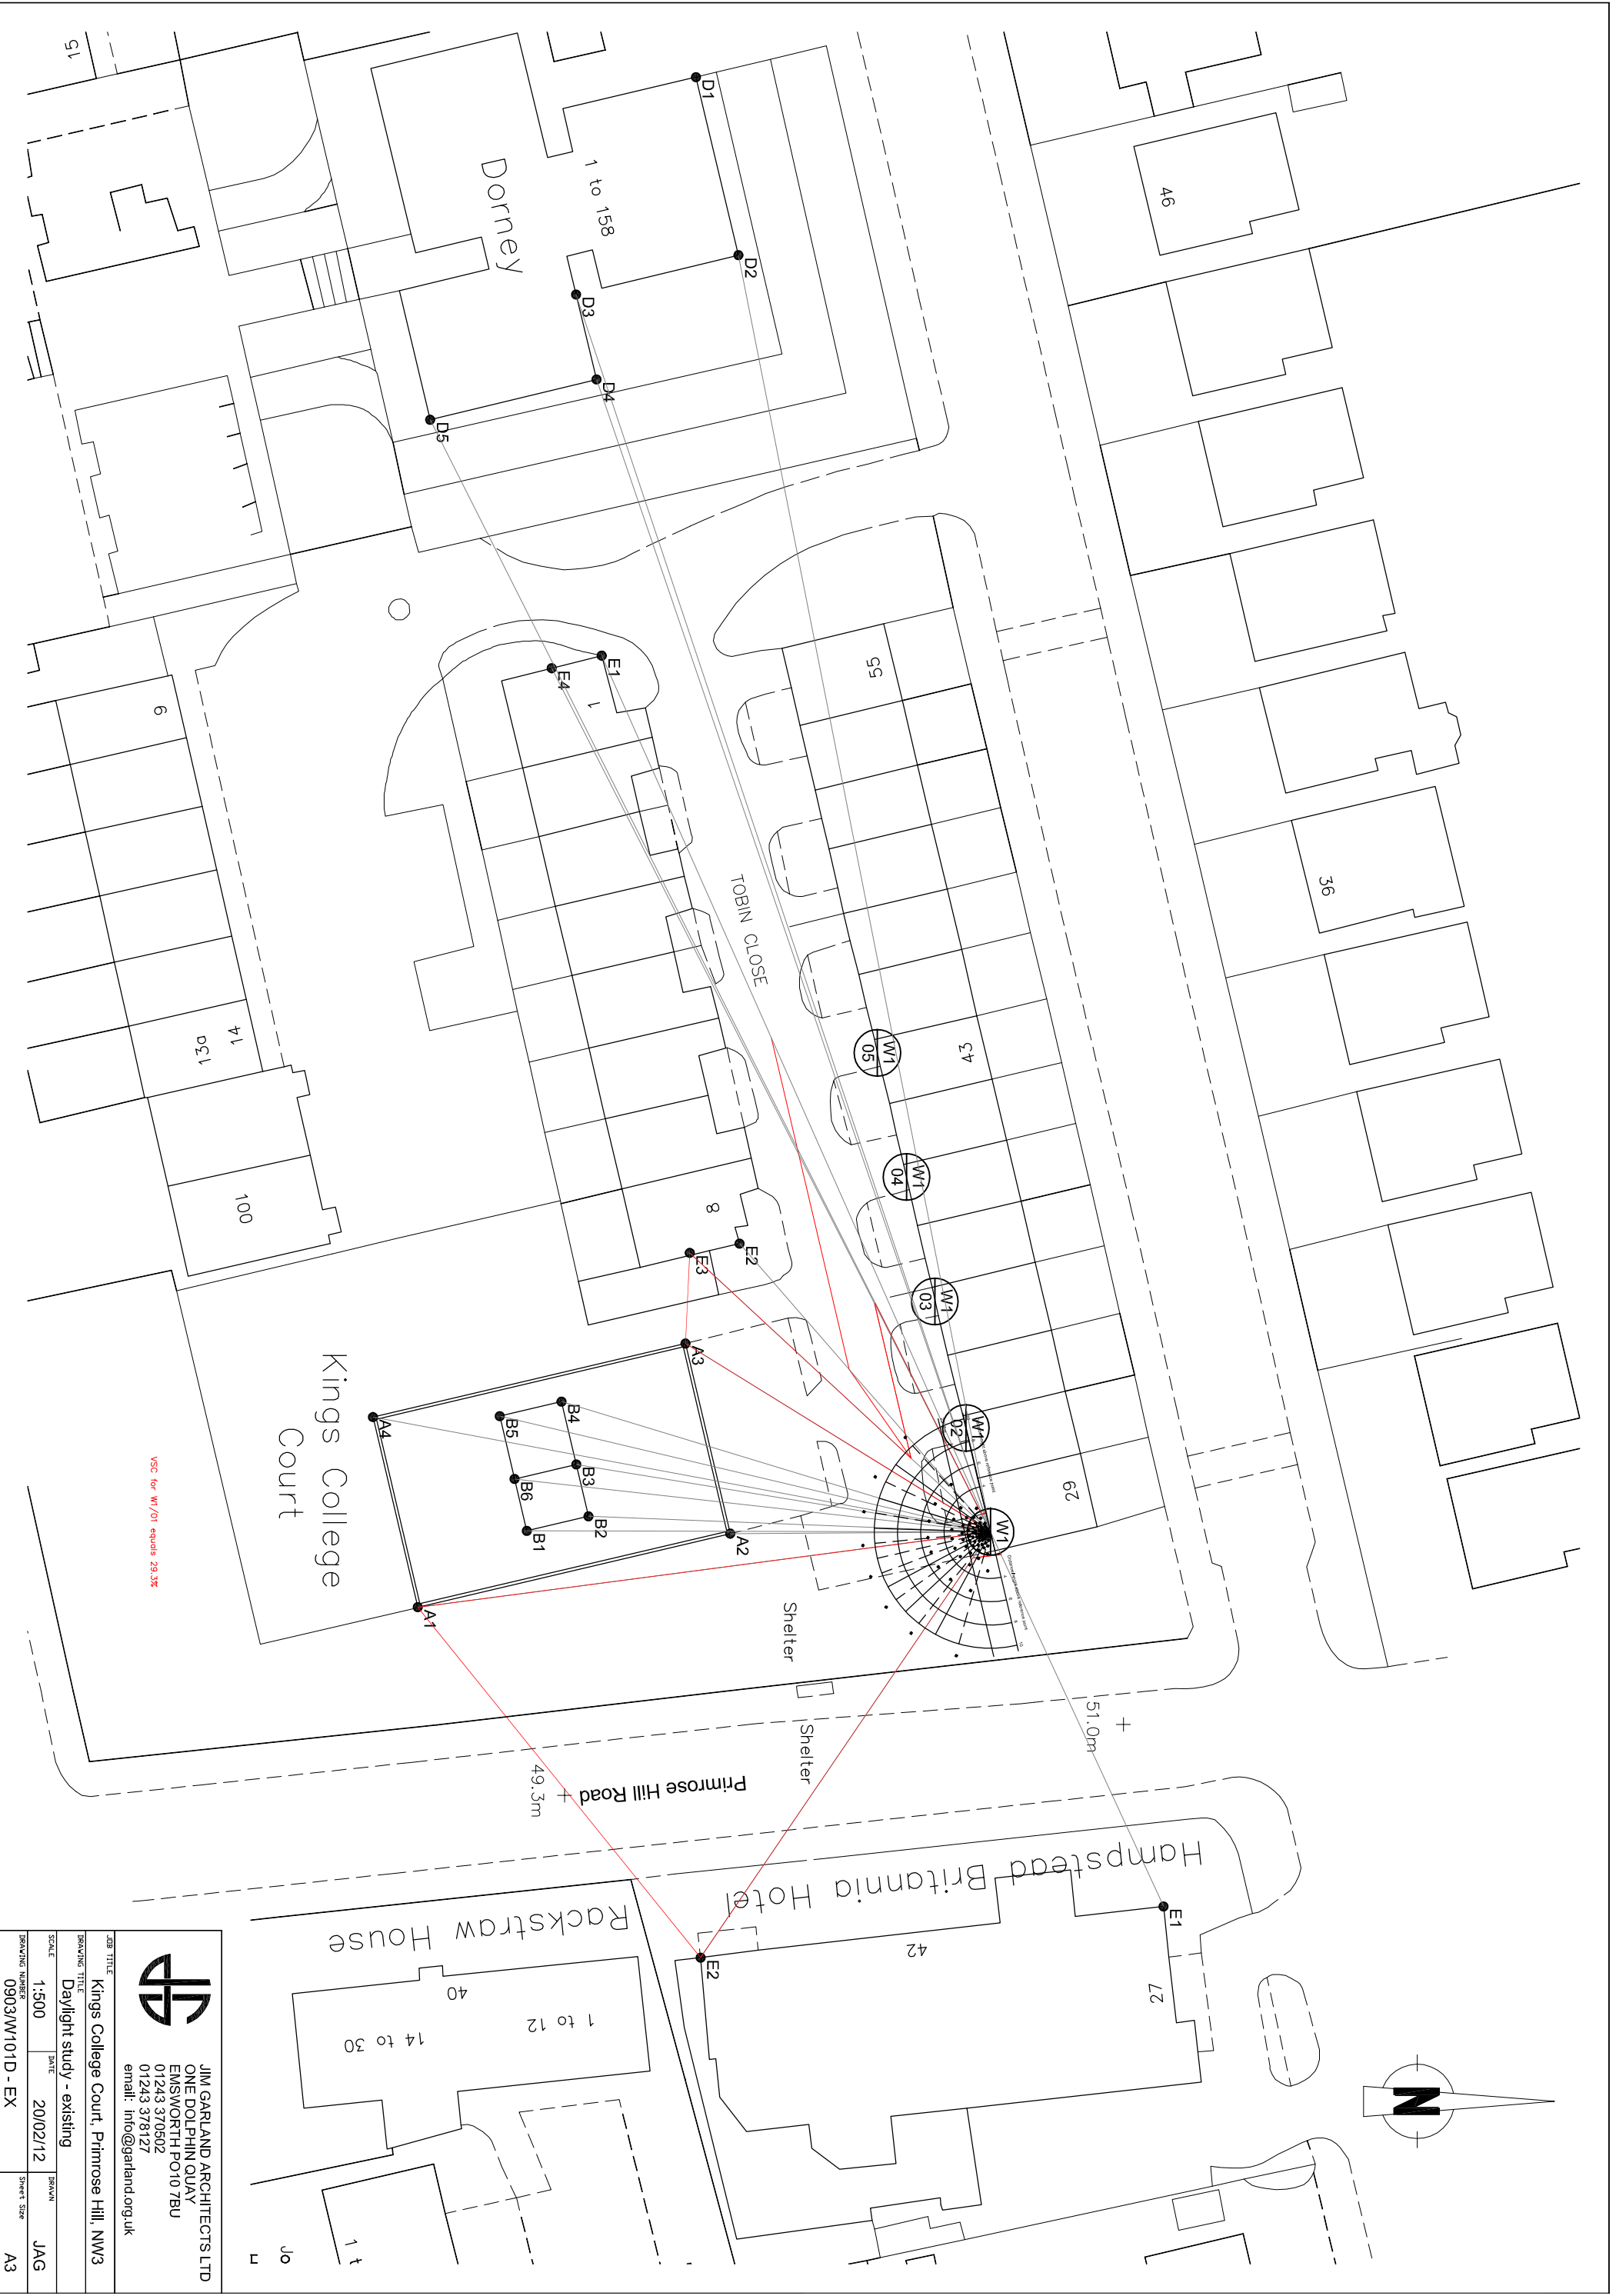 15
46
D1
D2
1 to 158
Dorney
D3
D4
D5
E1
E4
1
55
9
36
TOBIN CLOSE
W1
05
43
14
13a
W1
04
100
8
E2
E3
W1
03
A3
Kings College
Court
A4
B4
B5
B3
B6
B2
B1
A2
A1
W1
02
29
W1
VSC for W1/01 equals 29.3%
Shelter
Shelter
51.0m
49.3m
Primrose Hill Road
Hampstead Britannia Hotel
Rackstraw House
E1
E2
42
27
40
1 to 12
14 to 30
N
1 t
Jo
JIM GARLAND ARCHITECTS LTD
ONE DOLPHIN QUAY
EMSWORTH PO10 7BU
01243 370502
01243 378127
email: info@garland.org.uk
JOB TITLE
Kings College Court, Primrose Hill, NW3
DRAWING TITLE
Daylight study - existing
SCALE
1:500
DATE
20/02/12
DRAWN
JAG
DRAWING NUMBER
0903/W101D - EX
Sheet Size
A3